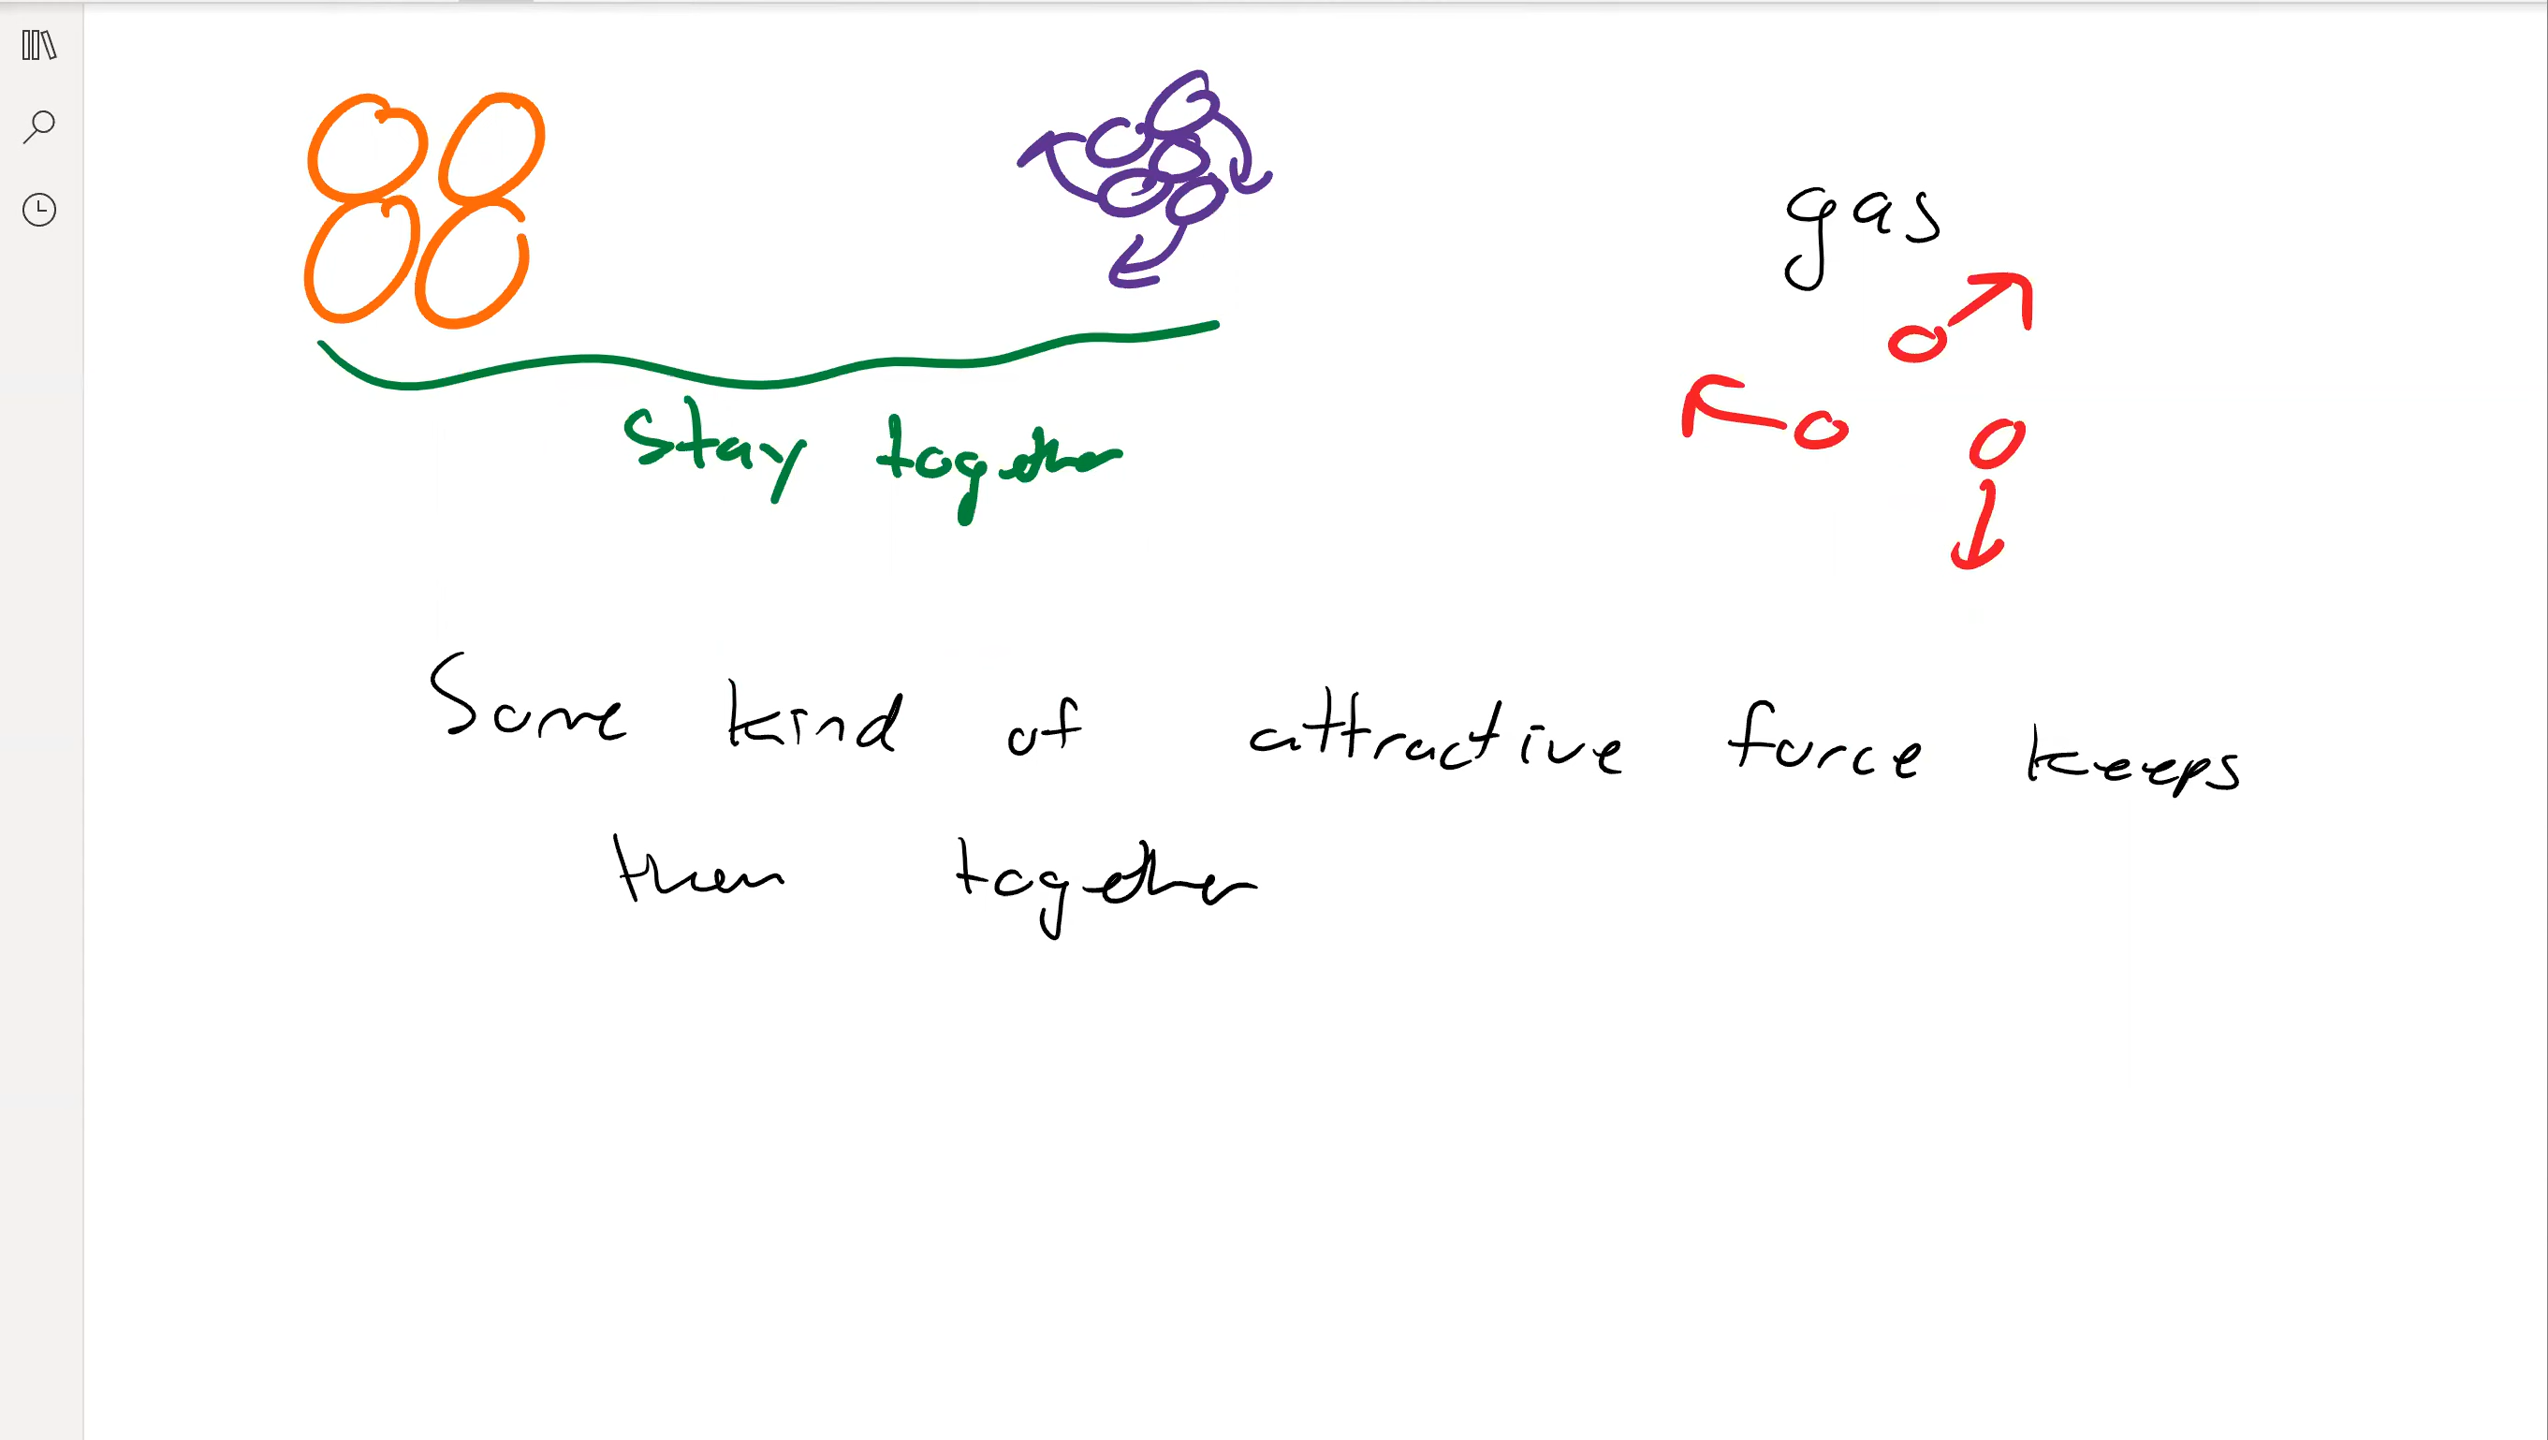 gas
stay together
Some kind of attractive force keeps
them together